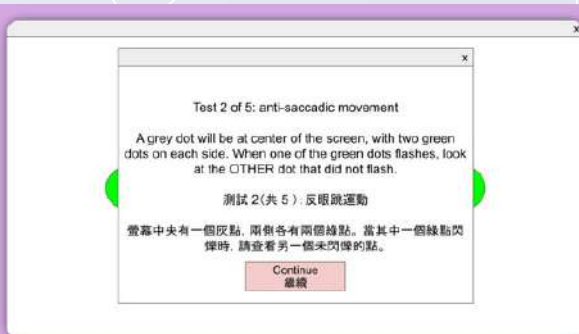 x
x
Test 2 of 5: anti-saccadic movement
A grey dot will be at center of the screen, with two green
dots on each side. When one of the green dots flashes, look
at the OTHER dot that did not flash.
測試 2(共 5 ): 反眼跳運動
螢幕中央有一個灰點, 兩側各有兩個綠點。當其中一個綠點閃
爍時, 請查看另一個未閃爍的點。
Continue
繼續